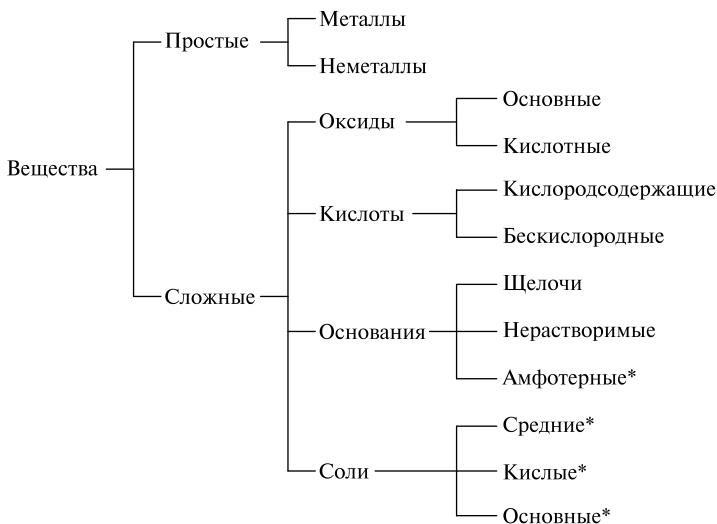 Вещества
Простые
Металлы
Неметаллы
Сложные
Оксиды
Основные
Кислотные
Кислоты
Кислородсодержащие
Бескислородные
Основания
Щелочи
Нерастворимые
Амфотерные*
Соли
Средние*
Кислые*
Основные*